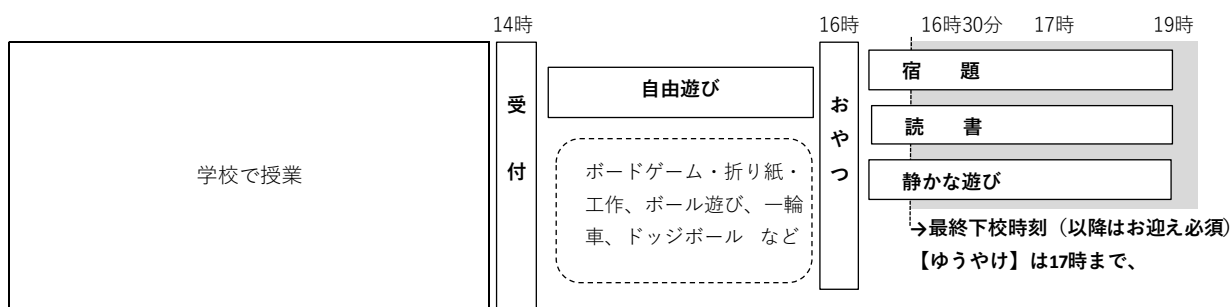 14時
16時
16時30分
17時
19時
学校で授業
受付
自由遊び
ボードゲーム・折り紙・
工作、ボール遊び、一輪
車、ドッジボール など
おやつ
宿 題
読 書
静かな遊び
→最終下校時刻（以降はお迎え必須）
【ゆうやけ】は17時まで、